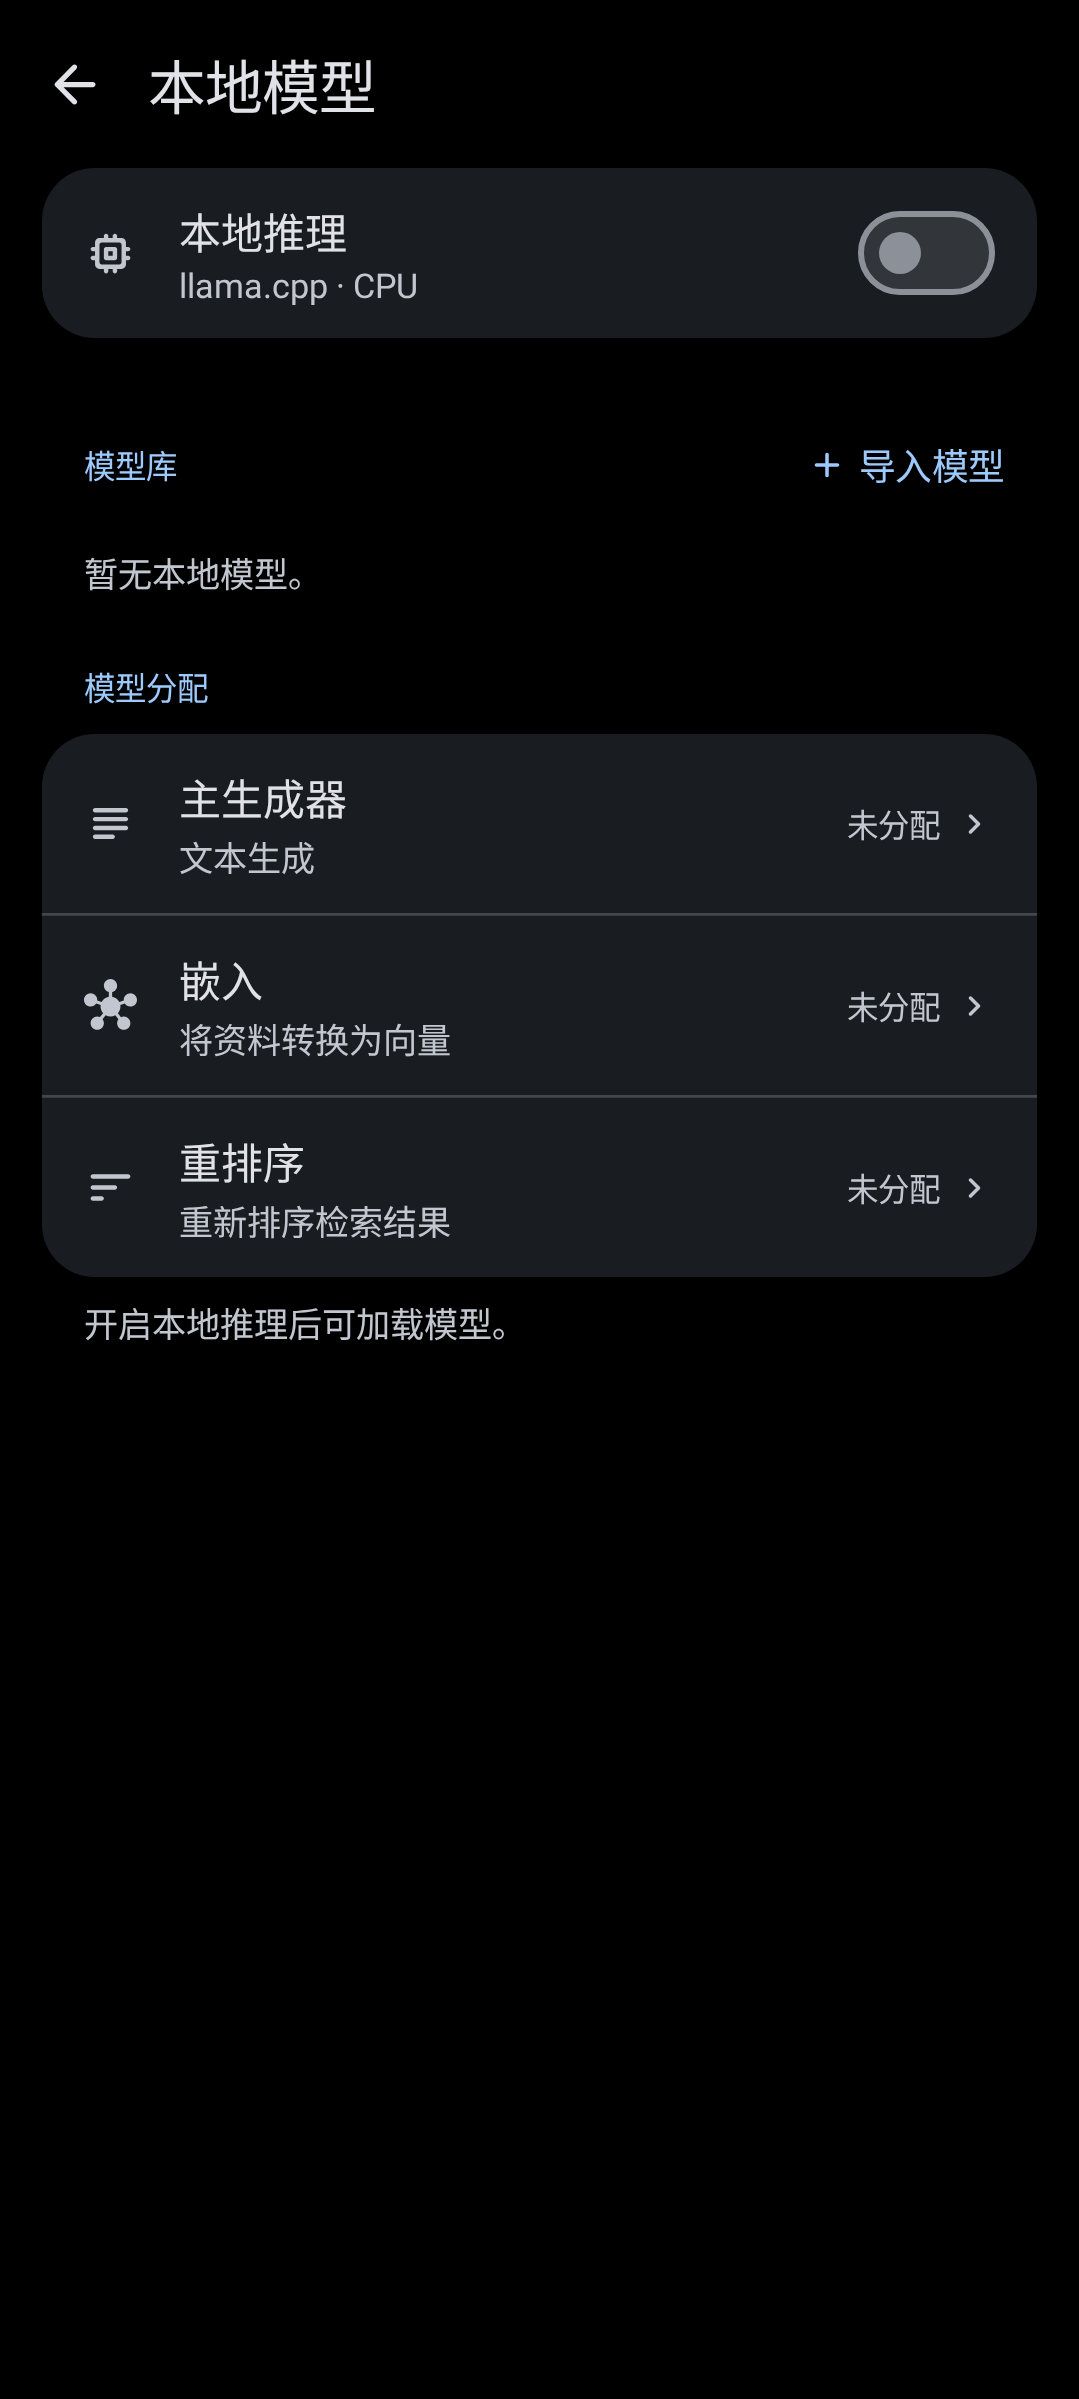 本地模型
本地推理
llama.cpp · CPU
模型库
+ 导入模型
暂无本地模型。
模型分配
主生成器
文本生成
未分配
嵌入
将资料转换为向量
未分配
重排序
重新排序检索结果
未分配
开启本地推理后可加载模型。